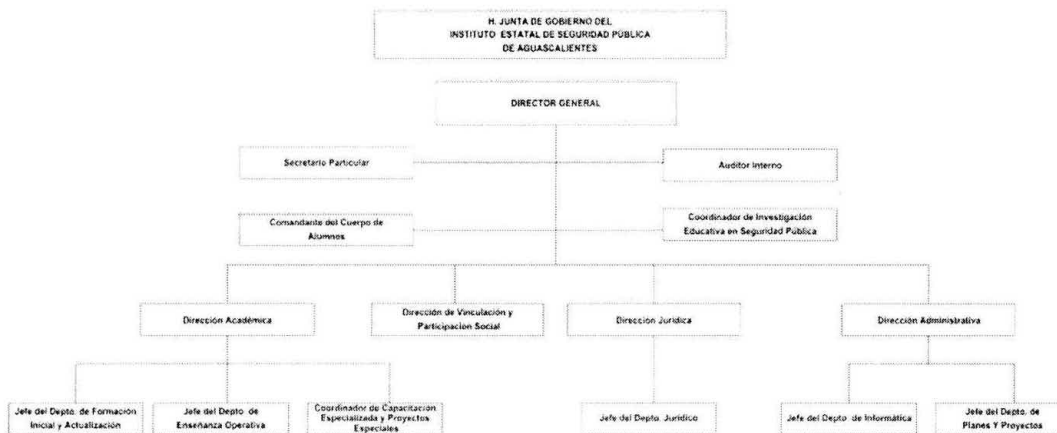 H. JUNTA DE GOBIERNO DEL
INSTITUTO ESTATAL DE SEGURIDAD PÚBLICA
DE AGUASCALIENTES
DIRECTOR GENERAL
Secretario Particular
Auditor Interno
Comandante del Cuerpo de
Alumnos
Coordinador de Investigación
Educativa en Seguridad Pública
Dirección Académica
Dirección de Vinculación y
Participacion Social
Dirección Jurídica
Dirección Administrativa
Jefe del Depto. de Formación
Inicial y Actualización
Jefe del Depto. de
Enseñanza Operativa
Coordinador de Capacitación
Especializada y Proyectos
Especiales
Jefe del Depto. Jurídico
Jefe del Depto. de Informática
Jefe del Depto. de
Planes Y Proyectos